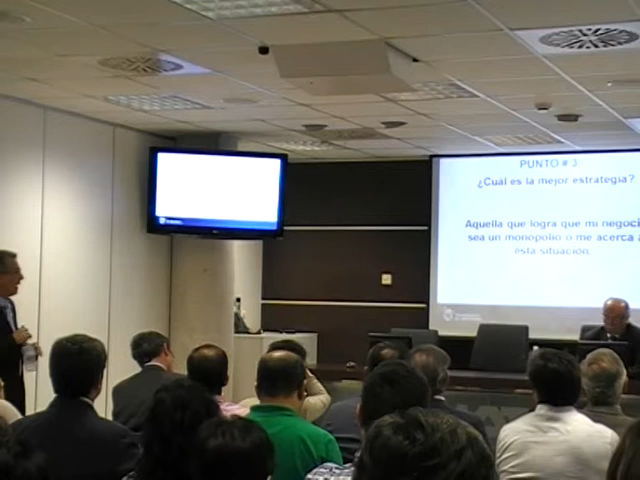 PUNTO # 3
¿Cuál es la mejor estrategia?
Aquella que logra que mi negoci
sea un monopolio o me acerca a
esta situación.